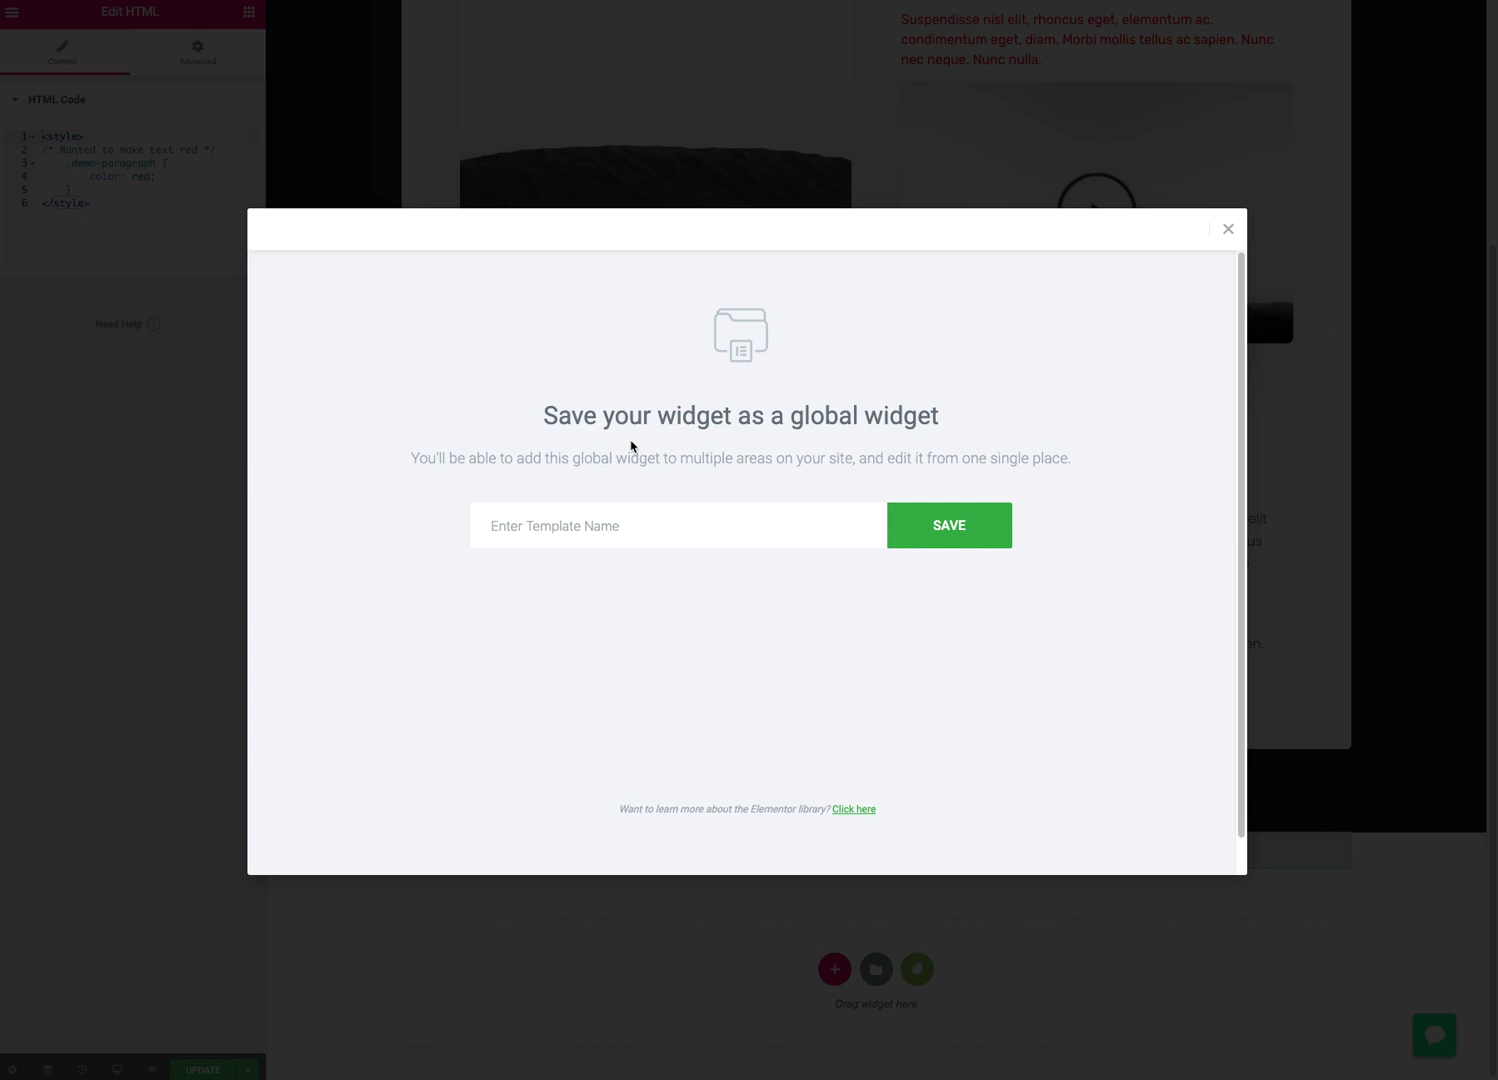 Edit HTML
Content
Advanced
HTML Code
1 <style>
2 /* Wanted to make text red */
3 .demo-paragraph {
4 color: red;
5 }
6 </style>
Need Help ?
Suspendisse nisl elit, rhoncus eget, elementum ac,
condimentum eget, diam. Morbi mollis tellus ac sapien. Nunc
nec neque. Nunc nulla.
Save your widget as a global widget
You'll be able to add this global widget to multiple areas on your site, and edit it from one single place.
Enter Template Name
SAVE
elit
us
en.
Want to learn more about the Elementor library? Click here
Drag widget here
UPDATE